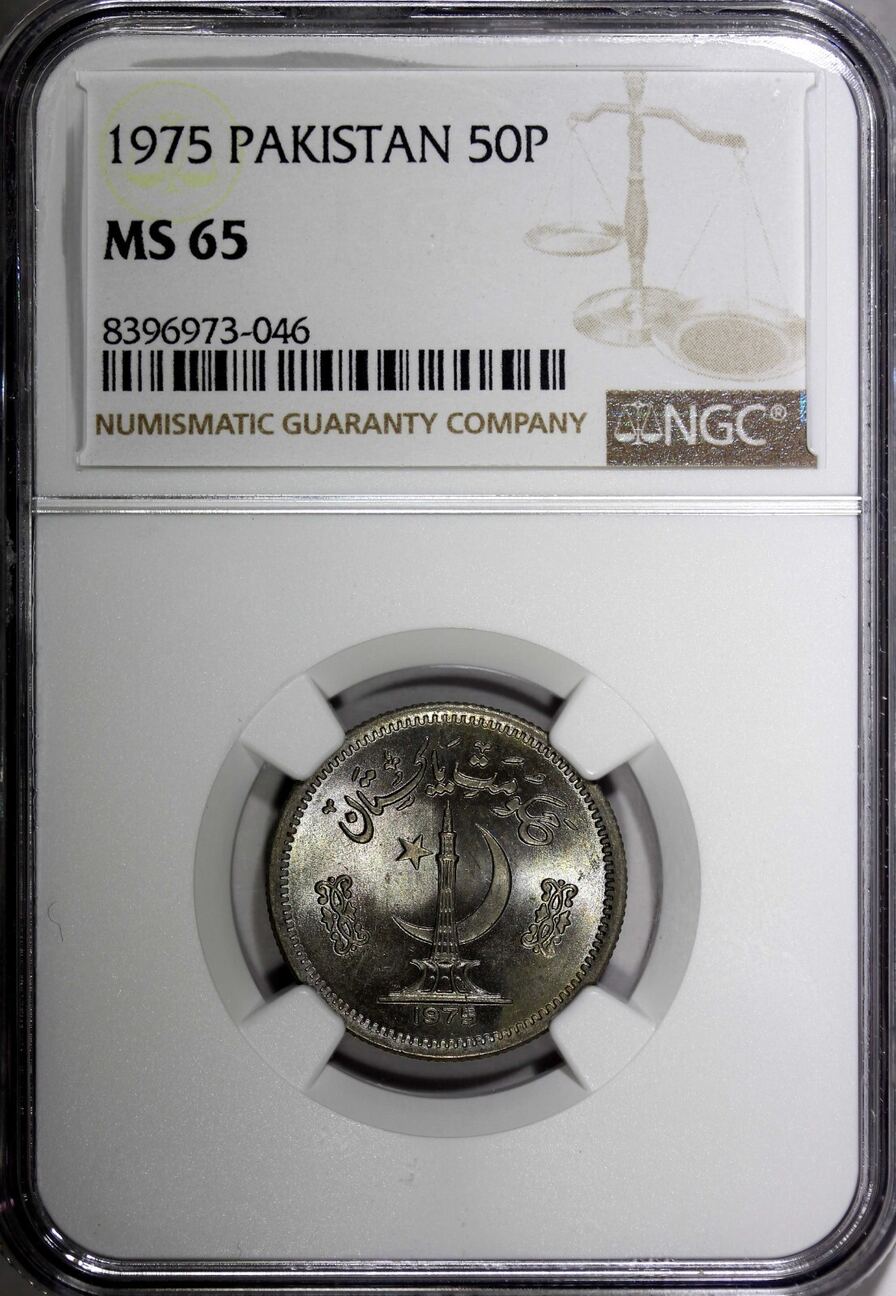 1975 PAKISTAN 50P
MS 65
8396973-046
NUMISMATIC GUARANTY COMPANY
NGC®
حکومت پاکستان
1975